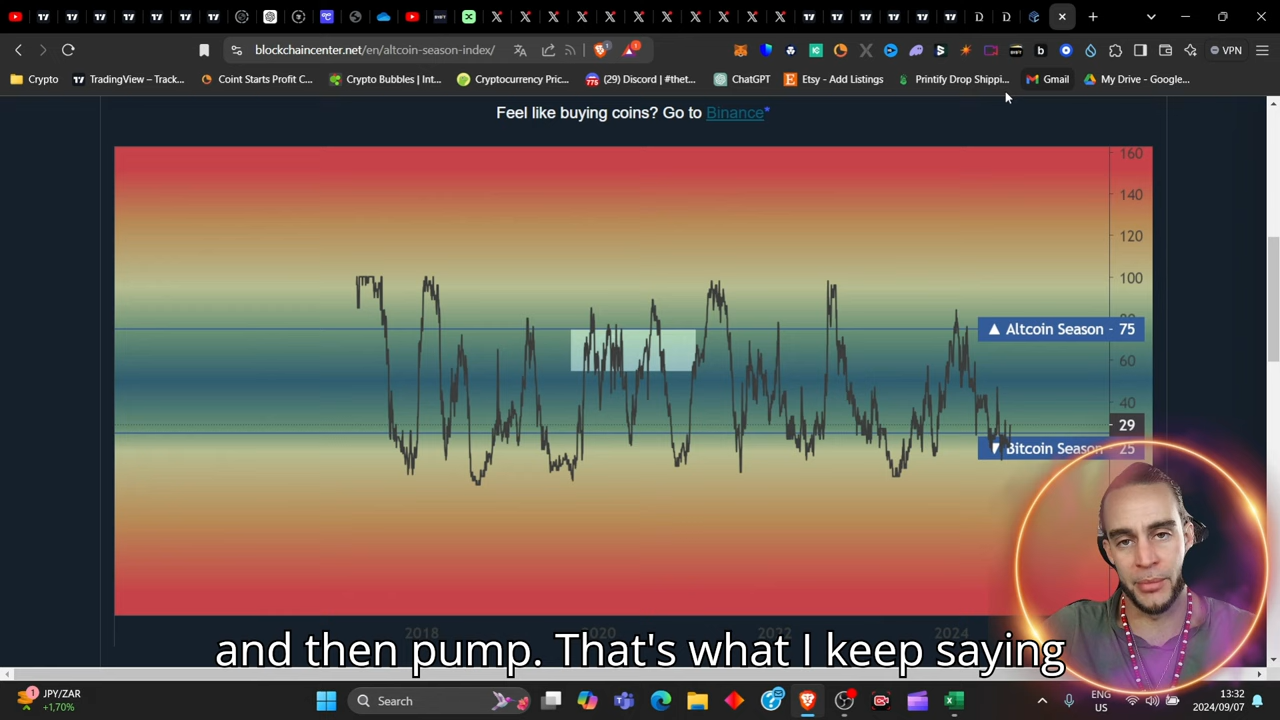 blockchaincenter.net/en/altcoin-season-index/
VPN
Crypto
TradingView – Track...
Coint Starts Profit C...
Crypto Bubbles | Int...
Cryptocurrency Pric...
(29) Discord | #thet...
ChatGPT
Etsy - Add Listings
Printify Drop Shippi...
Gmail
My Drive - Google...
Feel like buying coins? Go to Binance*
160
140
120
100
80
▲ Altcoin Season - 75
60
40
29
▼ Bitcoin Season - 25
2018
2020
2022
2024
and then pump. That's what I keep saying
JPY/ZAR
+1,70%
Search
ENG
US
13:32
2024/09/07